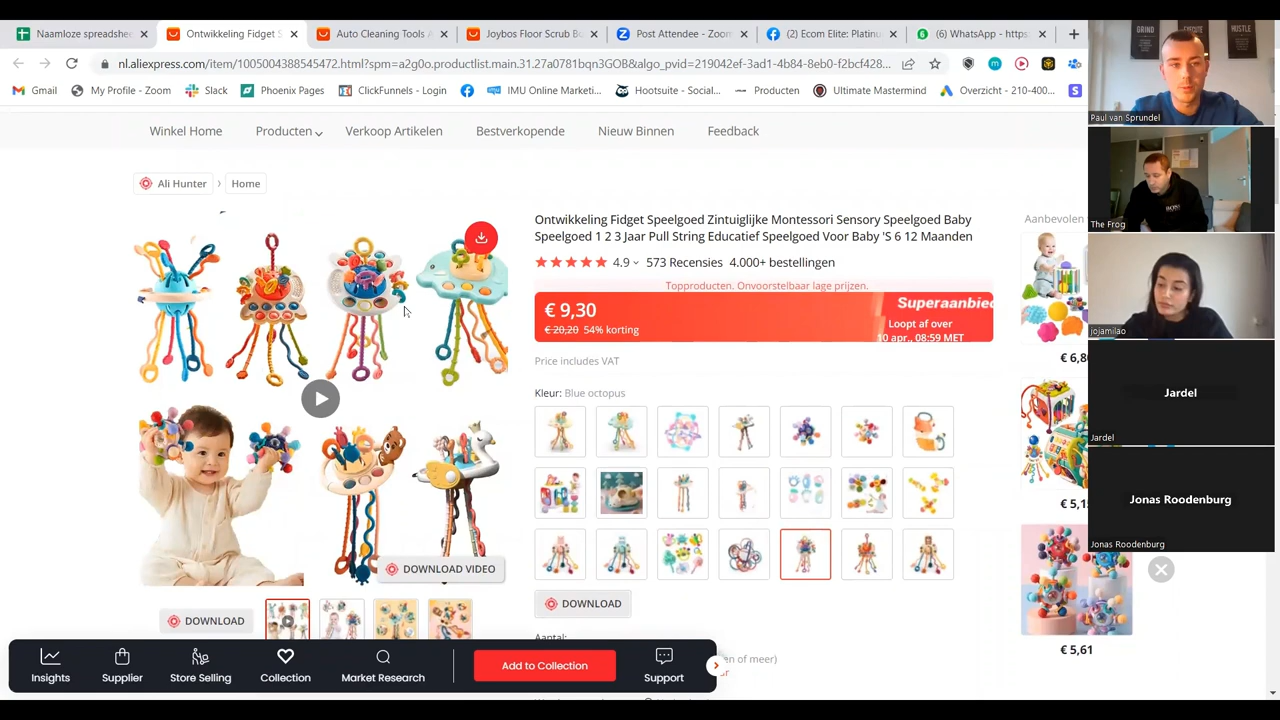 Naamloze spreadshe
Ontwikkeling Fidget S
Auto Cleaning Tools A
Joybos Floor Scrub Bo
Post Attendee - Zoom
(2) Ecom Elite: Platinu
(6) WhatsApp - https:
nl.aliexpress.com/item/1005004388545472.html?spm=a2g0o.productlist.main.31.27a0781bqn3GOB&algo_pvid=219042ef-3ad1-4b84-8eb0-f2bcf428...
Gmail
My Profile - Zoom
Slack
Phoenix Pages
ClickFunnels - Login
IMU Online Marketi...
Hootsuite - Social...
Producten
Ultimate Mastermind
Overzicht - 210-400...
Winkel Home
Producten
Verkoop Artikelen
Bestverkopende
Nieuw Binnen
Feedback
Ali Hunter
Home
Ontwikkeling Fidget Speelgoed Zintuiglijke Montessori Sensory Speelgoed Baby
Speelgoed 1 2 3 Jaar Pull String Educatief Speelgoed Voor Baby 'S 6 12 Maanden
4.9
573 Recensies
4.000+ bestellingen
Topproducten. Onvoorstelbaar lage prijzen.
€ 9,30
€ 20,20 54% korting
Superaanbied
Loopt af over
10 apr., 08:59 MET
Price includes VAT
Kleur: Blue octopus
DOWNLOAD VIDEO
DOWNLOAD
DOWNLOAD
Aantal:
en of meer)
Insights
Supplier
Store Selling
Collection
Market Research
Add to Collection
Support
Aanbevolen
€ 6,8
€ 5,1
€ 5,61
GRIND
HUSTLE
Paul van Sprundel
The Frog
jojamilao
Jardel
Jardel
Jonas Roodenburg
Jonas Roodenburg